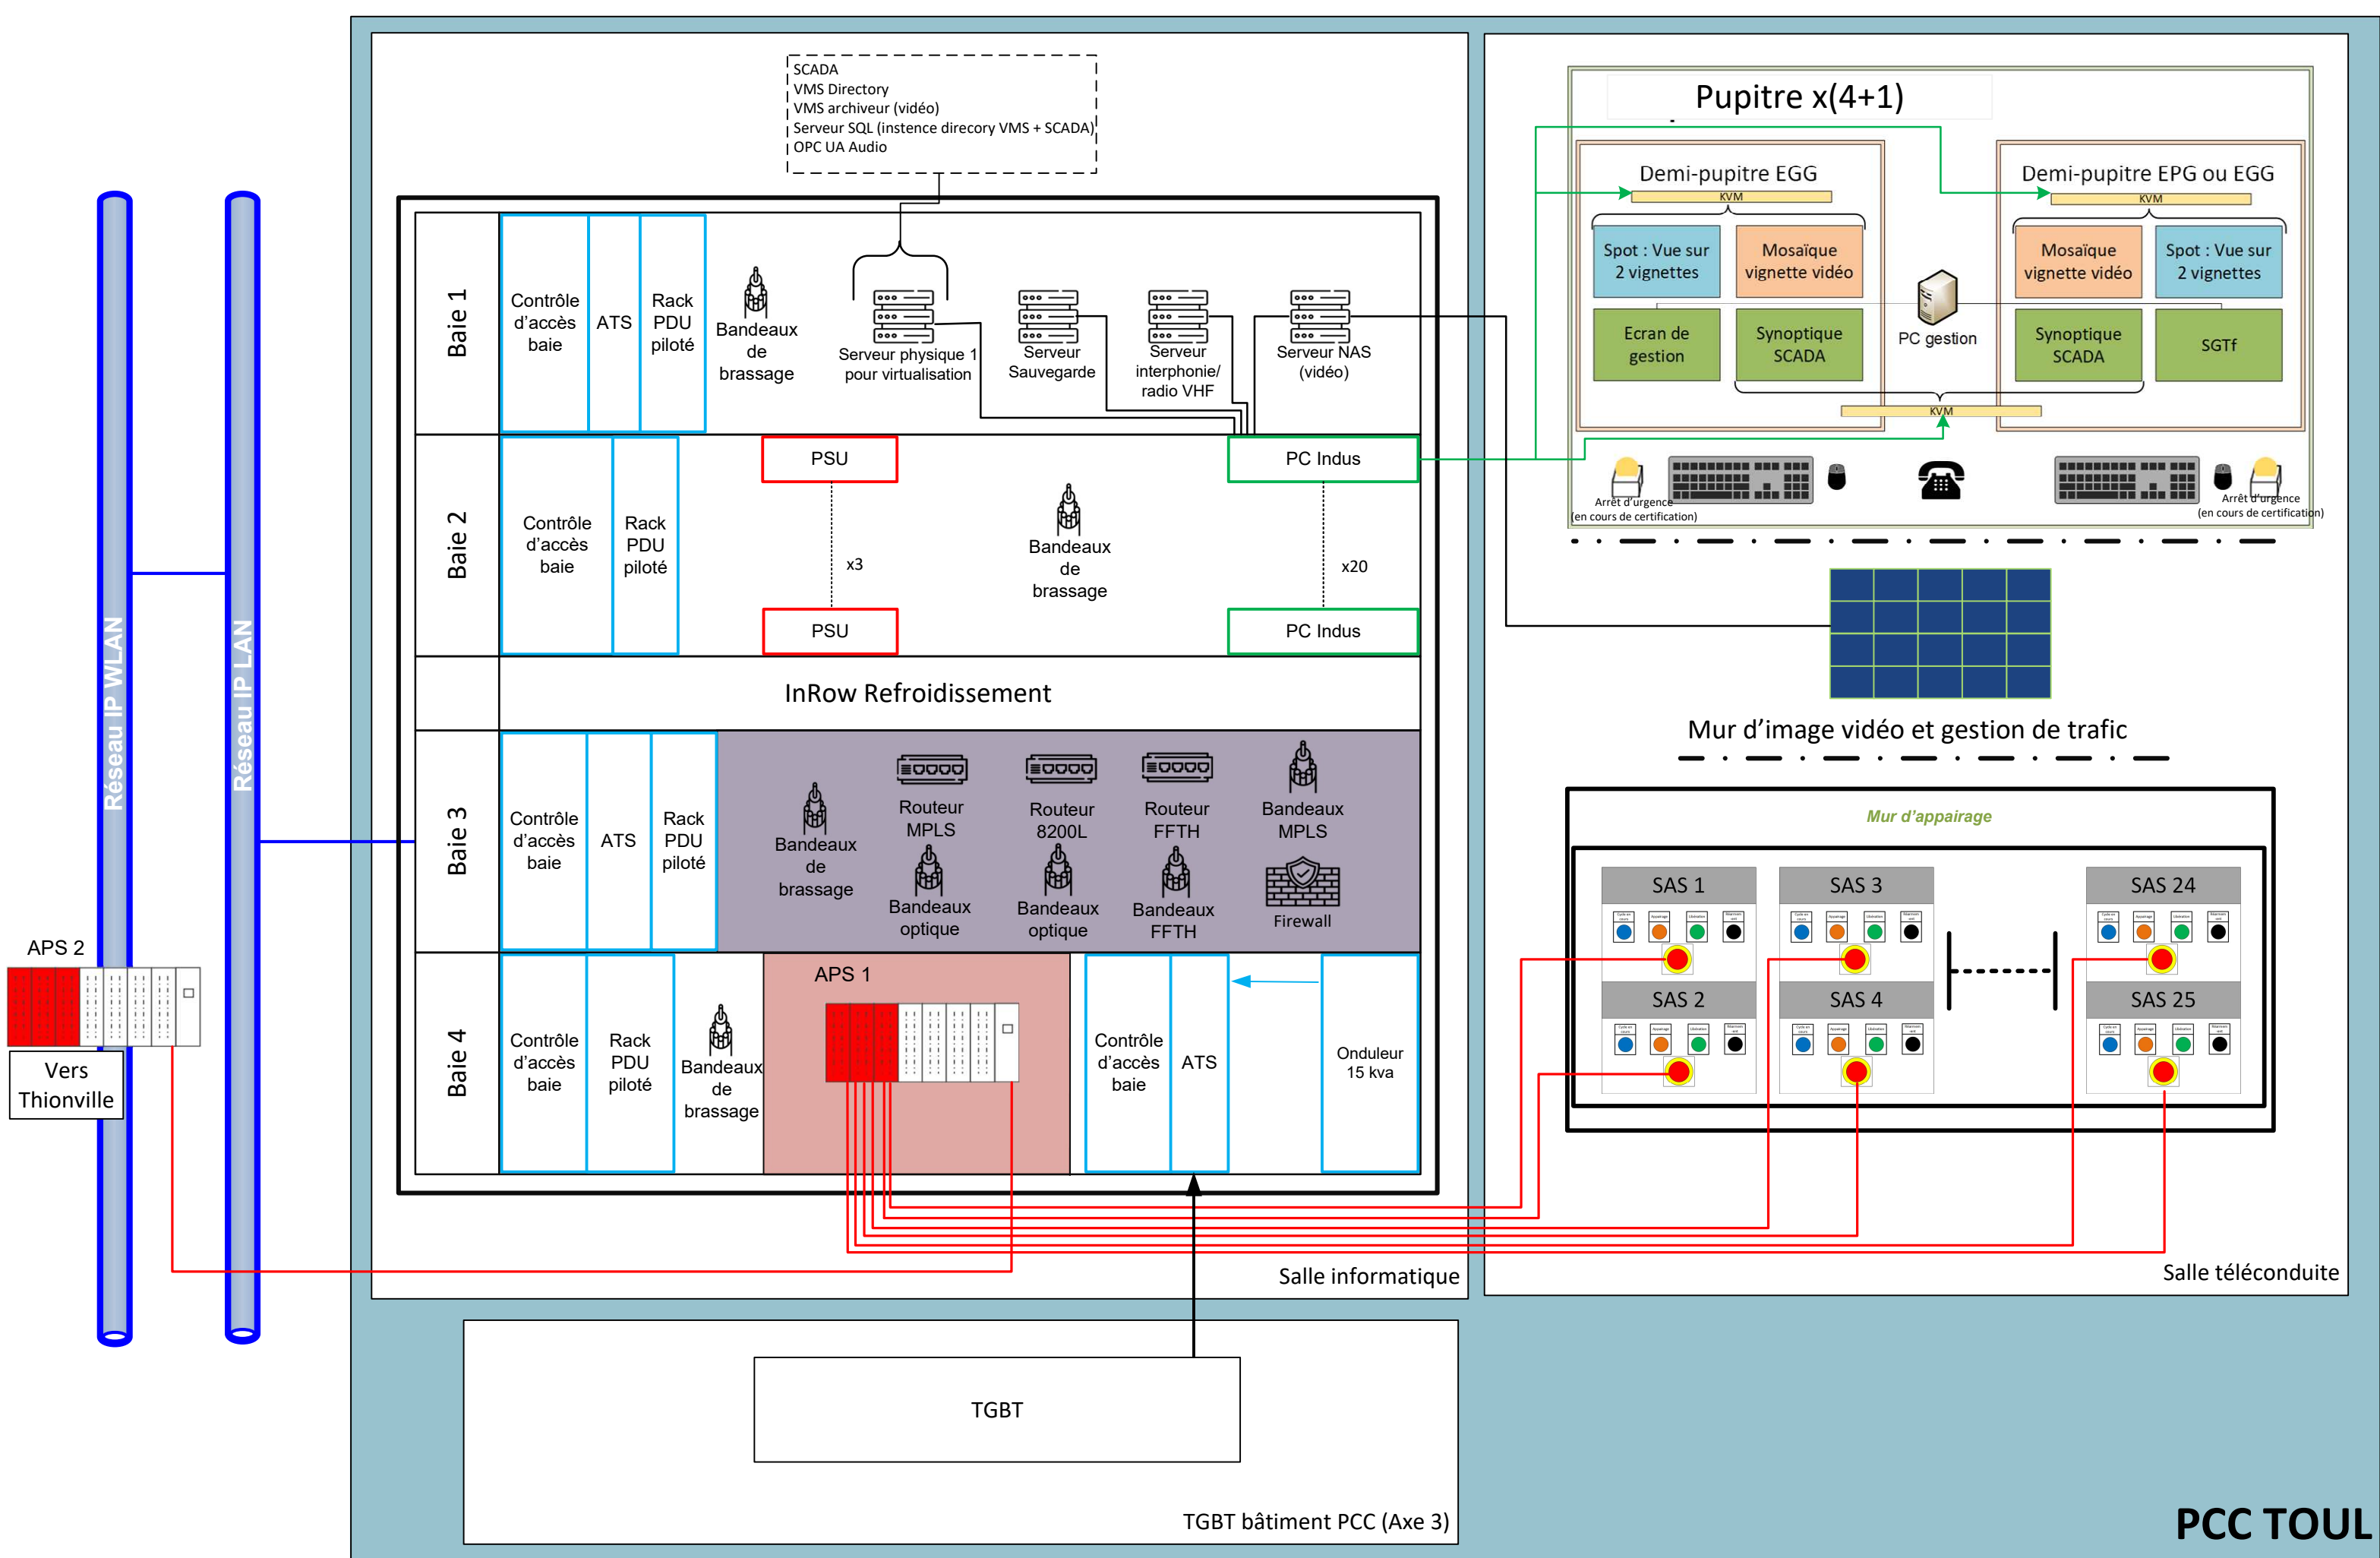 SCADA
VMS Directory
VMS archiveur (vidéo)
Serveur SQL (instence direcory VMS + SCADA)
OPC UA Audio
Réseau IP WLAN
Réseau IP LAN
APS 2
Vers
Thionville
Baie 1
Contrôle
d'accès
baie
ATS
Rack
PDU
piloté
Bandeaux
de
brassage
Serveur physique 1
pour virtualisation
Serveur
Sauvegarde
Serveur
interphonie/
radio VHF
Serveur NAS
(vidéo)
Baie 2
Contrôle
d'accès
baie
Rack
PDU
piloté
PSU
x3
PSU
Bandeaux
de
brassage
PC Indus
x20
PC Indus
InRow Refroidissement
Baie 3
Contrôle
d'accès
baie
ATS
Rack
PDU
piloté
Bandeaux
de
brassage
Routeur
MPLS
Routeur
8200L
Routeur
FFTH
Bandeaux
MPLS
Bandeaux
optique
Bandeaux
optique
Bandeaux
FFTH
Firewall
Baie 4
Contrôle
d'accès
baie
Rack
PDU
piloté
Bandeaux
de
brassage
APS 1
Contrôle
d'accès
baie
ATS
Onduleur
15 kva
Salle informatique
TGBT
TGBT bâtiment PCC (Axe 3)
Pupitre x(4+1)
Demi-pupitre EGG
KVM
Spot : Vue sur
2 vignettes
Mosaïque
vignette vidéo
Ecran de
gestion
Synoptique
SCADA
PC gestion
Demi-pupitre EPG ou EGG
KVM
Mosaïque
vignette vidéo
Spot : Vue sur
2 vignettes
Synoptique
SCADA
SGTf
KVM
Arrêt d'urgence
(en cours de certification)
Arrêt d'urgence
(en cours de certification)
Mur d'image vidéo et gestion de trafic
Mur d'appairage
SAS 1
SAS 3
SAS 24
SAS 2
SAS 4
SAS 25
Salle téléconduite
PCC TOUL